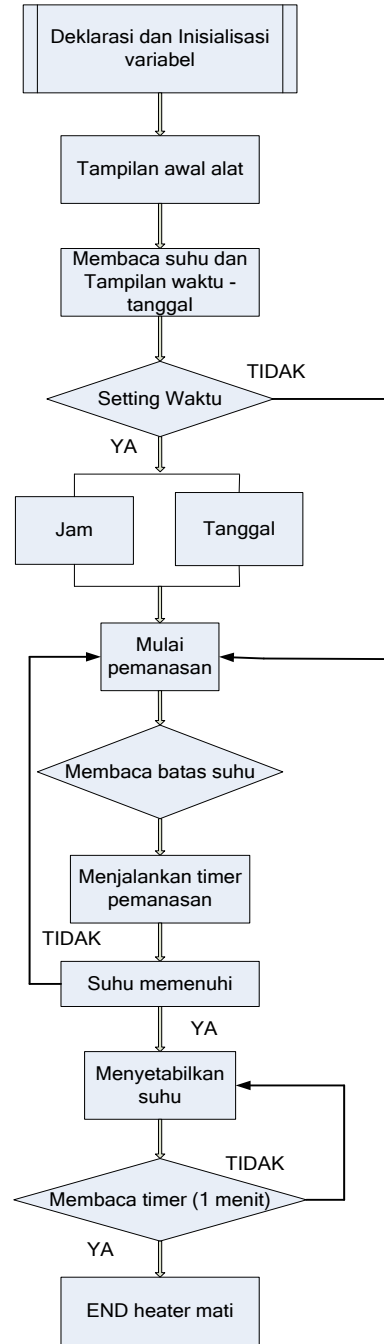 Deklarasi dan Inisialisasi
variabel
Tampilan awal alat
Membaca suhu dan
Tampilan waktu -
tanggal
TIDAK
Setting Waktu
YA
Jam
Tanggal
Mulai
pemanasan
Membaca batas suhu
Menjalankan timer
pemanasan
TIDAK
Suhu memenuhi
YA
Menyetabilkan
suhu
TIDAK
Membaca timer (1 menit)
YA
END heater mati